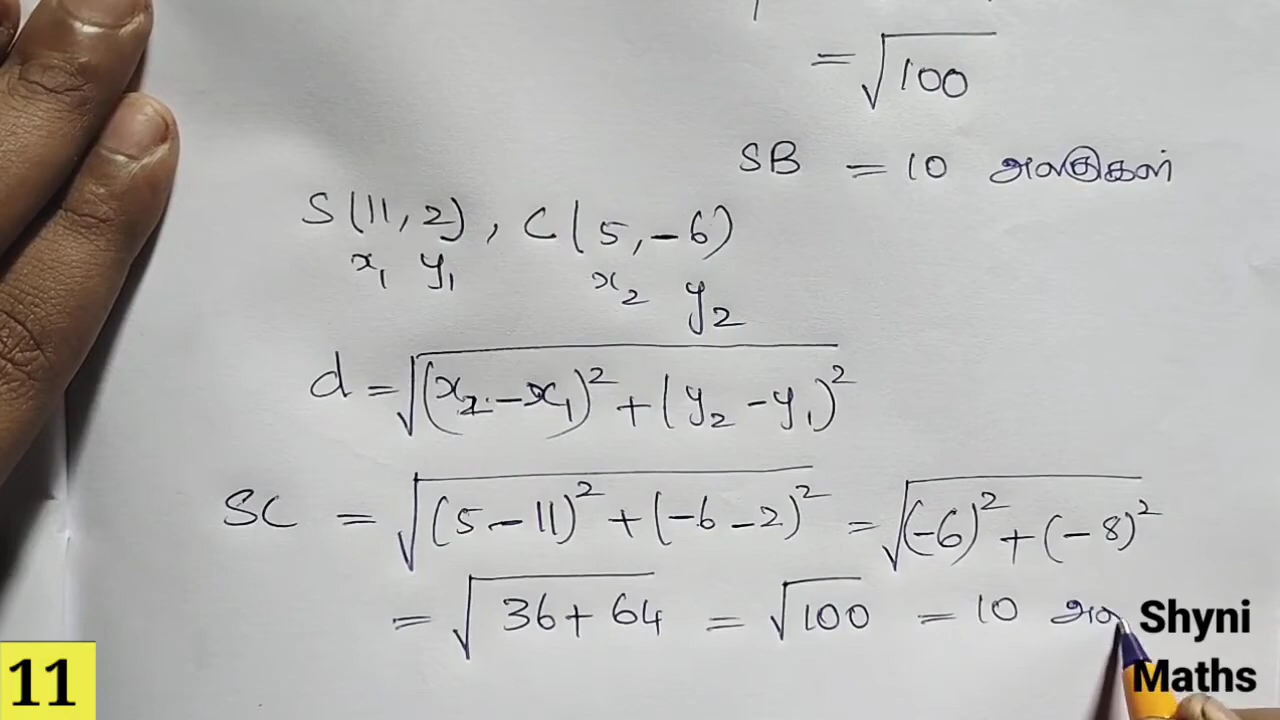 = √100
SB = 10 அலகுகள்
S(11, 2), C(5, -6)
x₁ y₁ x₂ y₂
d = √(x₂ - x₁)² + (y₂ - y₁)²
SC = √(5 - 11)² + (-6 - 2)² = √(-6)² + (-8)²
= √36 + 64 = √100 = 10 அல
Shyni
Maths
11